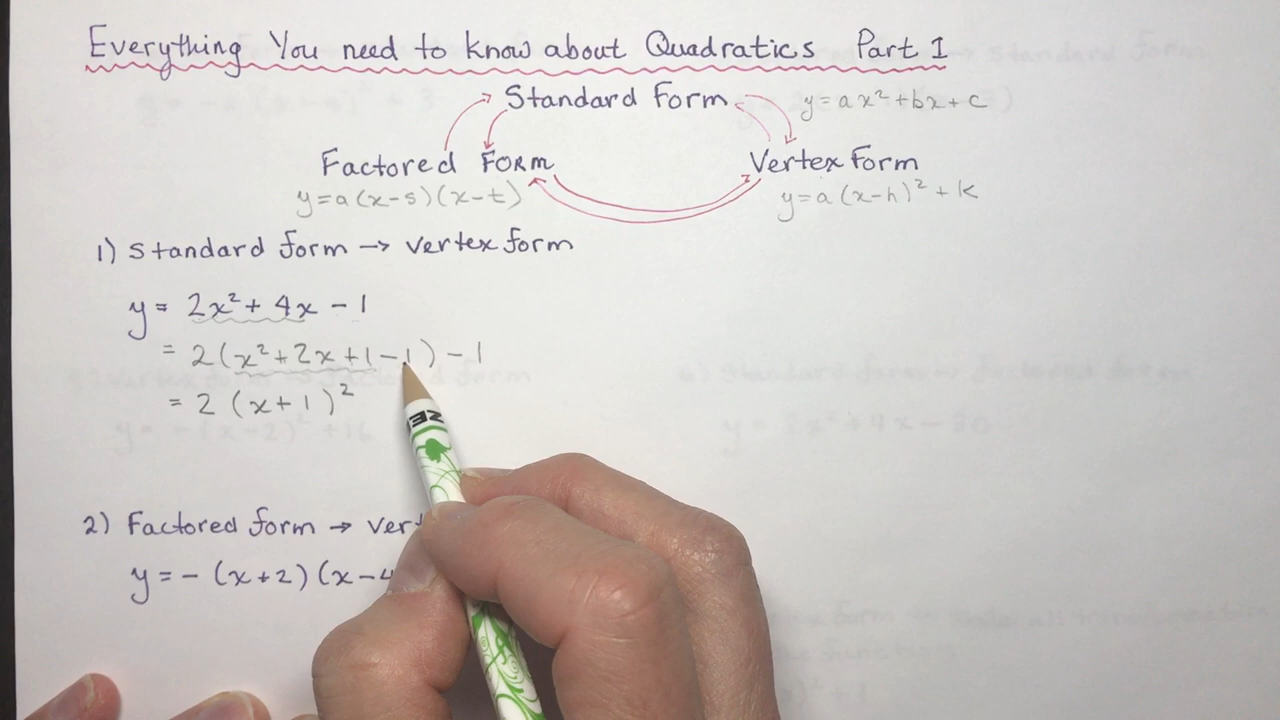 Everything You need to know about Quadratics Part 1
Standard Form y=ax²+bx+c
Factored FORM Vertex Form
y=a(x-s)(x-t) y=a(x-h)²+k
1) Standard form → vertex form
y = 2x²+ 4x - 1
= 2(x²+2x+1-1)-1
= 2 (x+1)²
ZE
2) Factored form → vert
y = - (x+2)(x-4